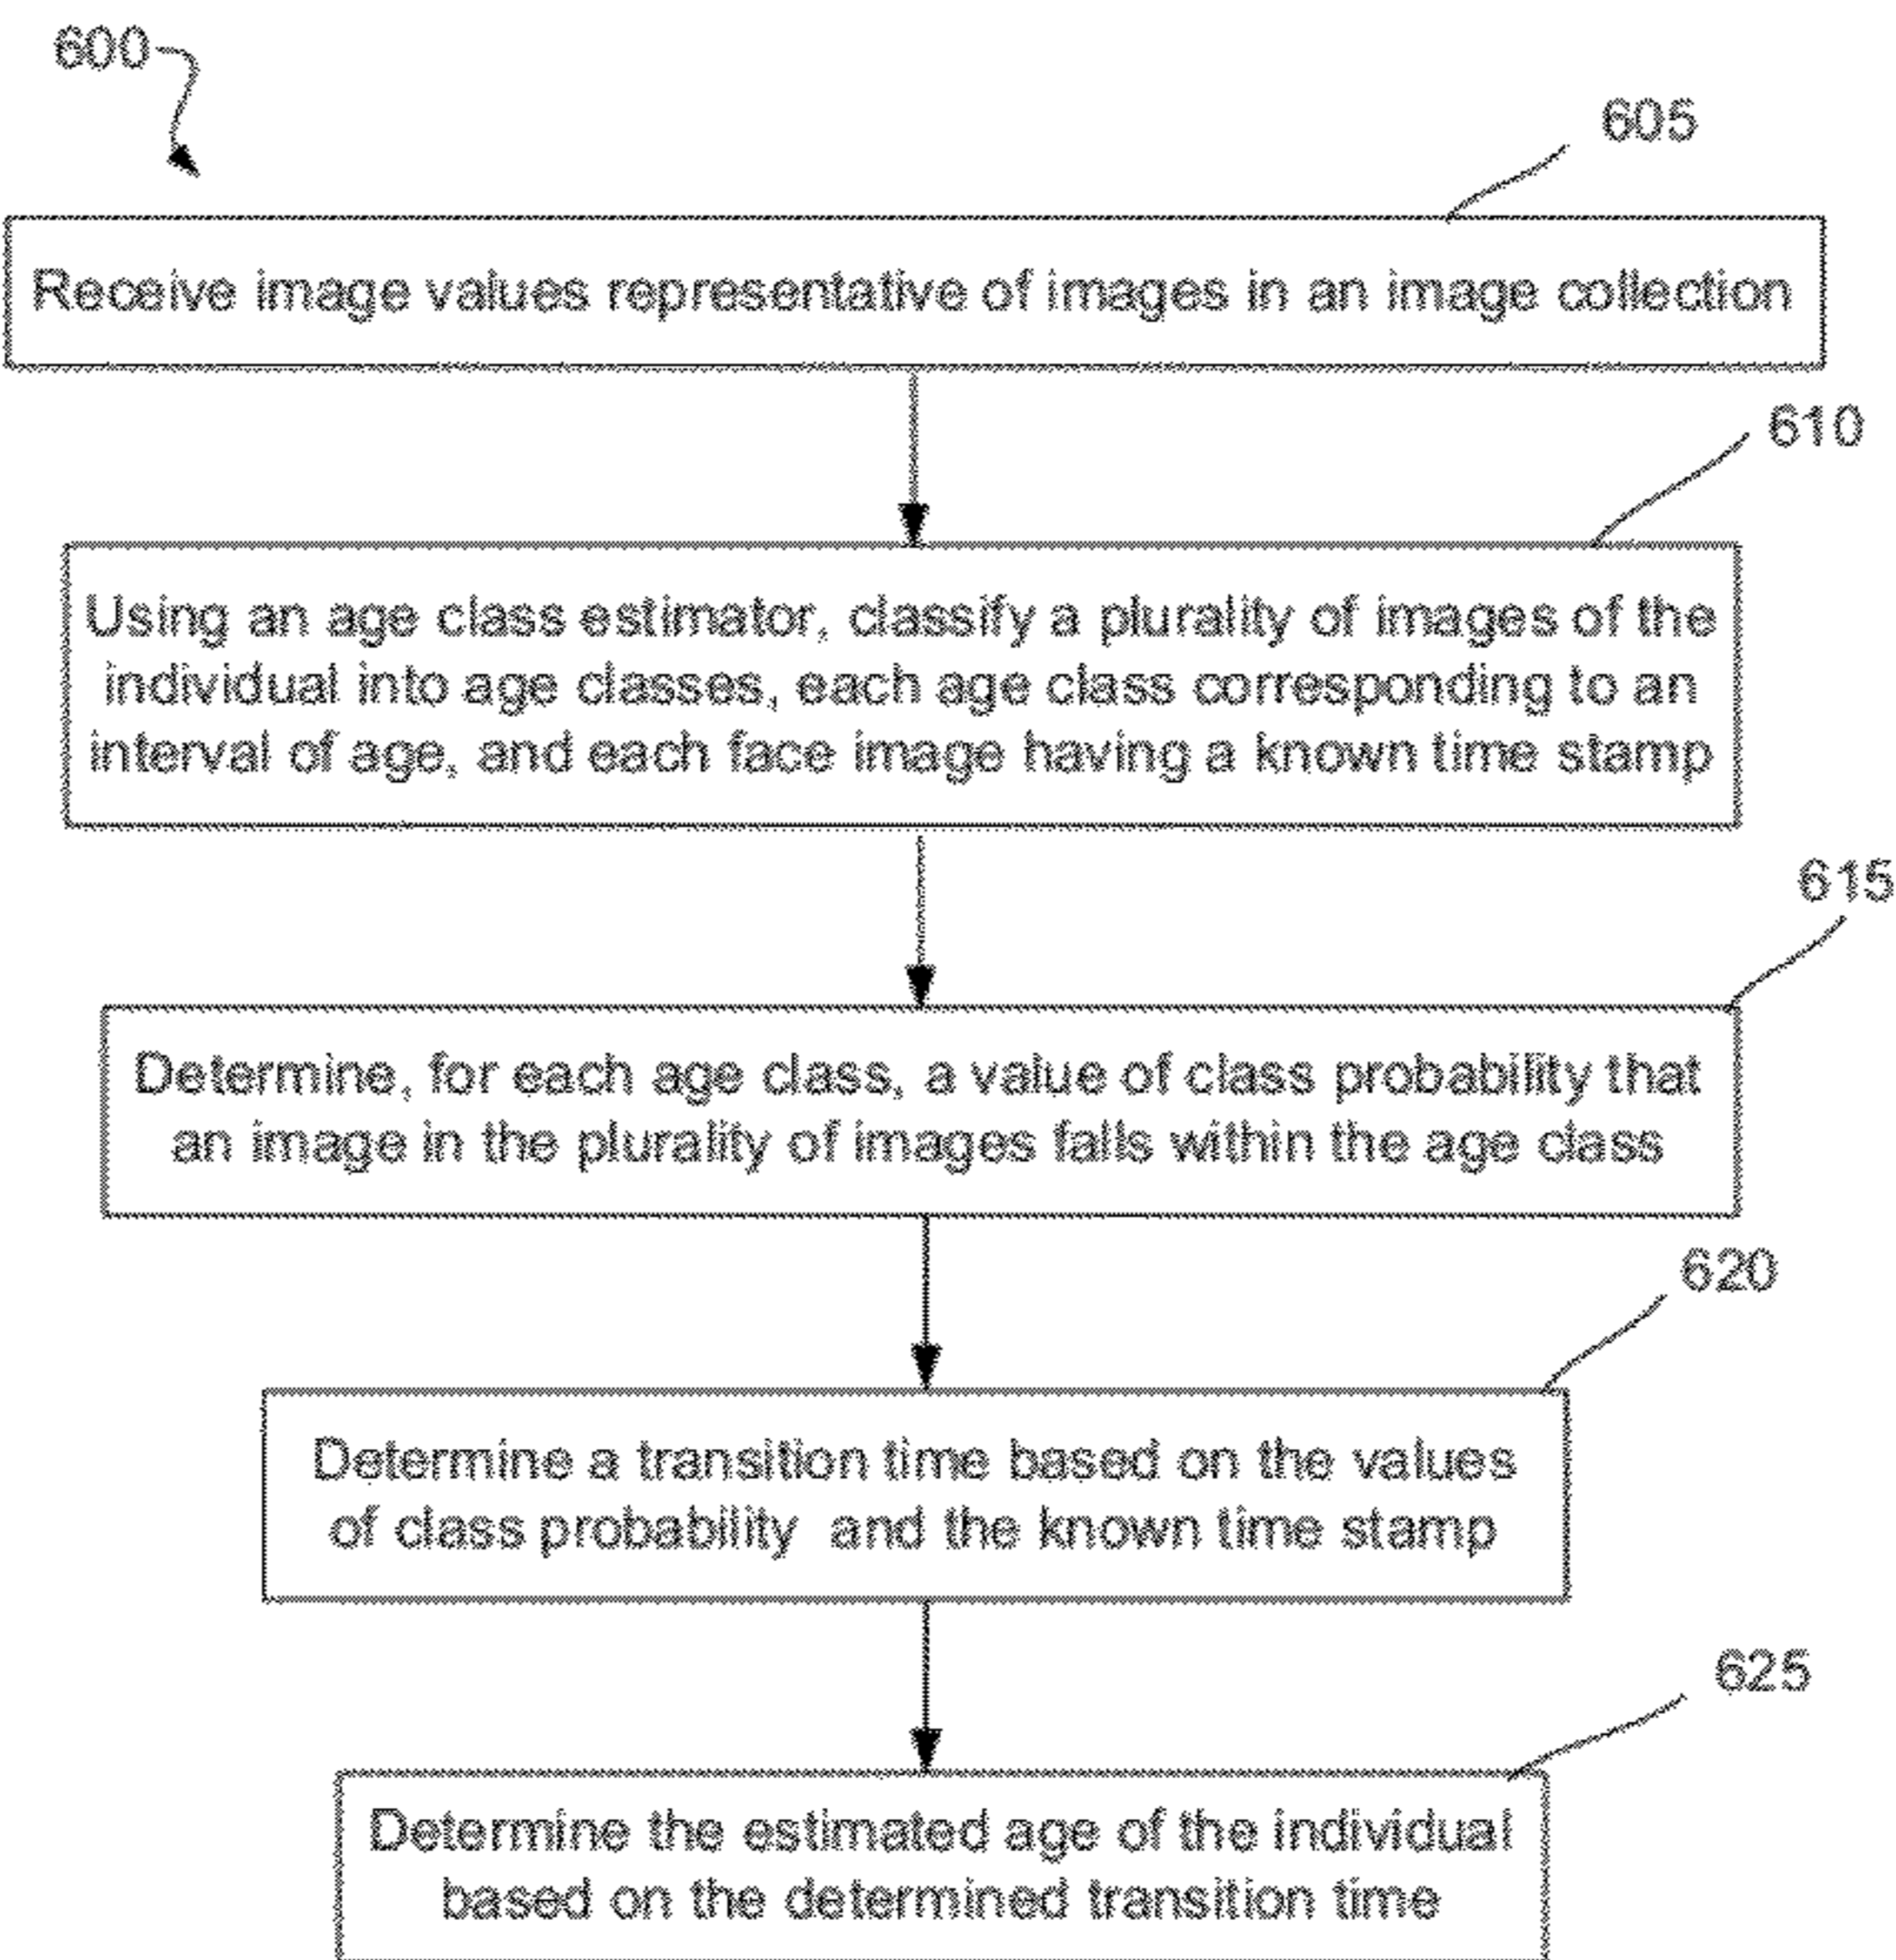 600
605
Receive image values representative of images in an image collection
610
Using an age class estimator, classify a plurality of images of the
individual into age classes, each age class corresponding to an
interval of age, and each face image having a known time stamp
615
Determine, for each age class, a value of class probability that
an image in the plurality of images falls within the age class
620
Determine a transition time based on the values
of class probability and the known time stamp
625
Determine the estimated age of the individual
based on the determined transition time